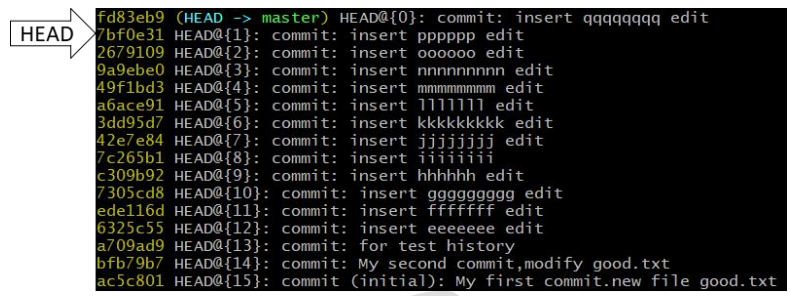 fd83eb9 (HEAD -> master) HEAD@{0}: commit: insert qqqqqqqq edit
HEAD
7bf0e31 HEAD@{1}: commit: insert pppppp edit
2679109 HEAD@{2}: commit: insert oooooo edit
9a9ebe0 HEAD@{3}: commit: insert nnnnnnnnn edit
49f1bd3 HEAD@{4}: commit: insert mmmmmmmmm edit
a6ace91 HEAD@{5}: commit: insert lllllll edit
3dd95d7 HEAD@{6}: commit: insert kkkkkkkkk edit
42e7e84 HEAD@{7}: commit: insert jjjjjjjj edit
7c265b1 HEAD@{8}: commit: insert iiiiiiii
c309b92 HEAD@{9}: commit: insert hhhhhh edit
7305cd8 HEAD@{10}: commit: insert ggggggggg edit
ede116d HEAD@{11}: commit: insert fffffff edit
6325c55 HEAD@{12}: commit: insert eeeeeee edit
a709ad9 HEAD@{13}: commit: for test history
bfb79b7 HEAD@{14}: commit: My second commit,modify good.txt
ac5c801 HEAD@{15}: commit (initial): My first commit.new file good.txt